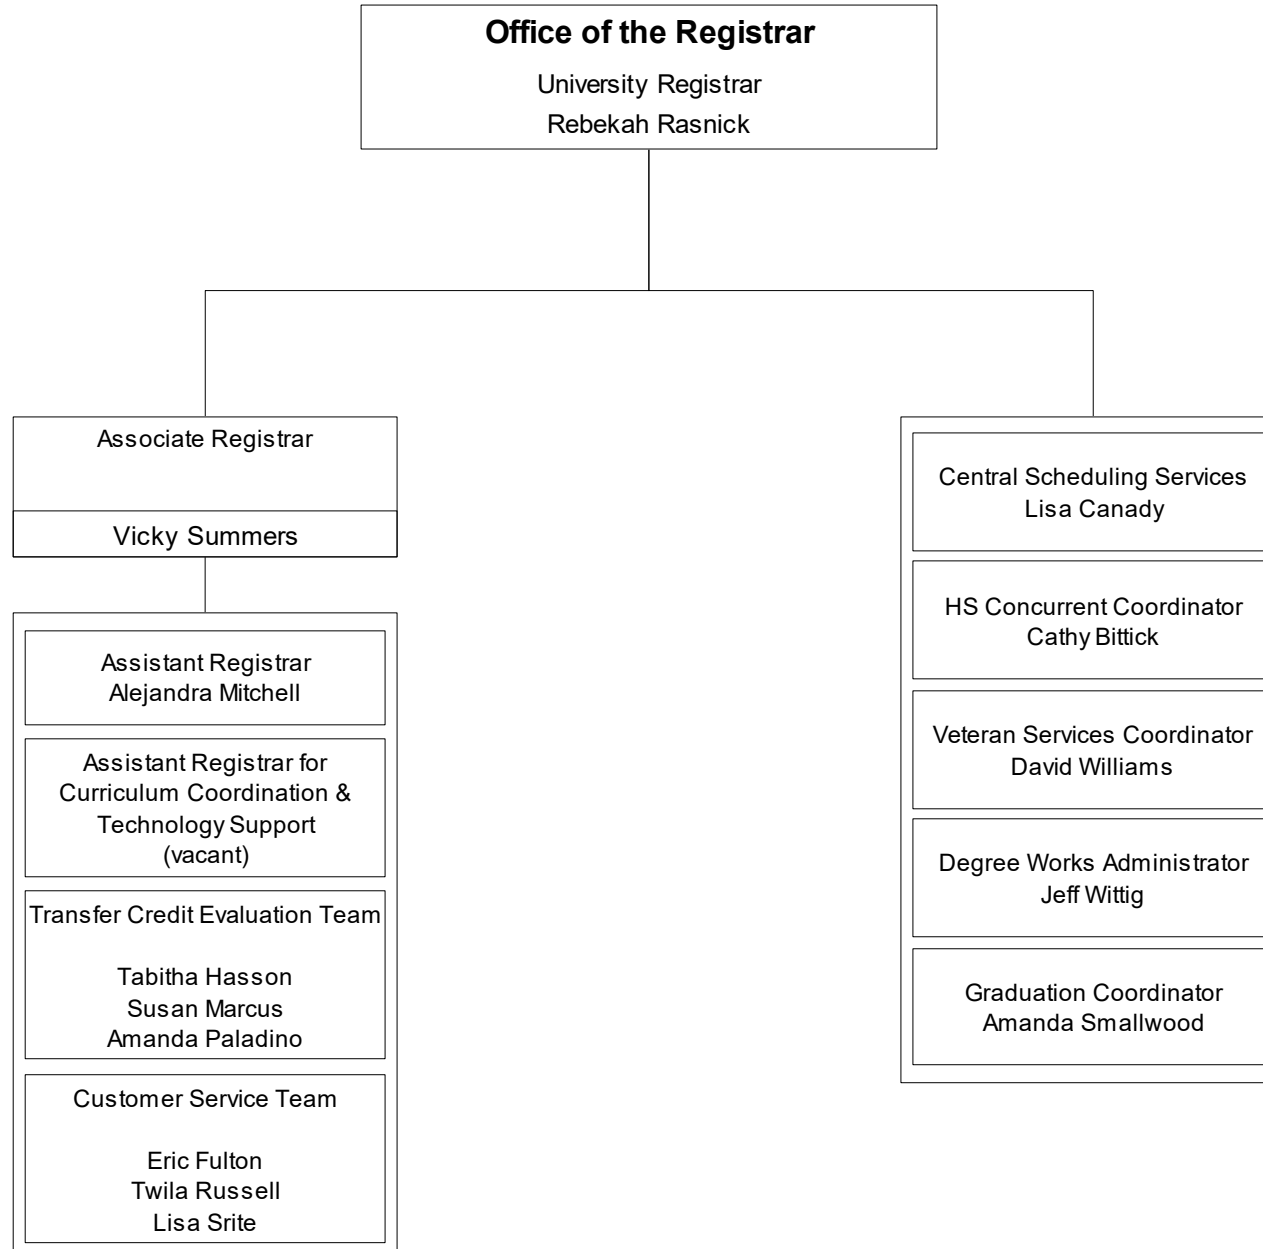 Office of the Registrar
University Registrar
Rebekah Rasnick
Associate Registrar
Vicky Summers
Assistant Registrar
Alejandra Mitchell
Assistant Registrar for
Curriculum Coordination &
Technology Support
(vacant)
Transfer Credit Evaluation Team
Tabitha Hasson
Susan Marcus
Amanda Paladino
Customer Service Team
Eric Fulton
Twila Russell
Lisa Srite
Central Scheduling Services
Lisa Canady
HS Concurrent Coordinator
Cathy Bittick
Veteran Services Coordinator
David Williams
Degree Works Administrator
Jeff Wittig
Graduation Coordinator
Amanda Smallwood